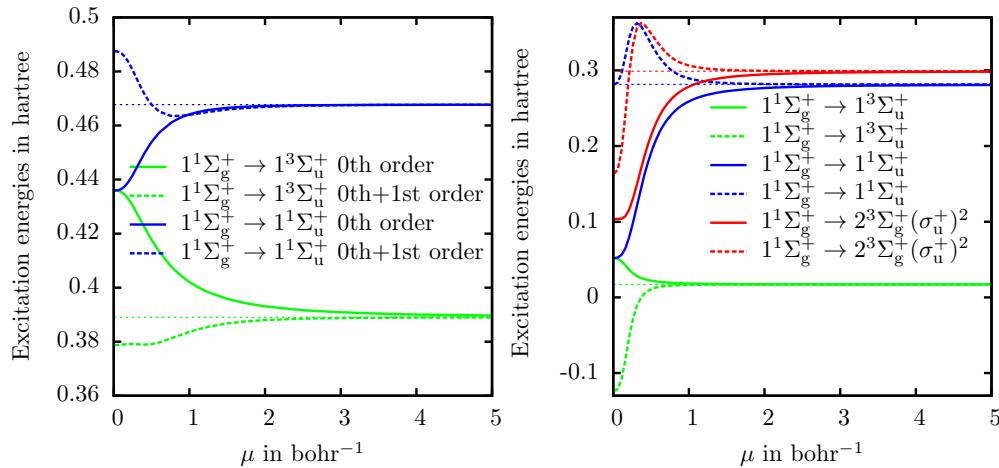 Excitation energies in hartree
0.5
0.48
0.46
0.44
0.42
0.4
0.38
0.36
1¹Σg⁺ → 1³Σu⁺ 0th order
1¹Σg⁺ → 1³Σu⁺ 0th+1st order
1¹Σg⁺ → 1¹Σu⁺ 0th order
1¹Σg⁺ → 1¹Σu⁺ 0th+1st order
0 1 2 3 4 5
μ in bohr⁻¹
Excitation energies in hartree
0.3
0.2
0.1
0
-0.1
1¹Σg⁺ → 1³Σu⁺
1¹Σg⁺ → 1³Σu⁺
1¹Σg⁺ → 1¹Σu⁺
1¹Σg⁺ → 1¹Σu⁺
1¹Σg⁺ → 2³Σg⁺(σu⁺)²
1¹Σg⁺ → 2³Σg⁺(σu⁺)²
0 1 2 3 4 5
μ in bohr⁻¹